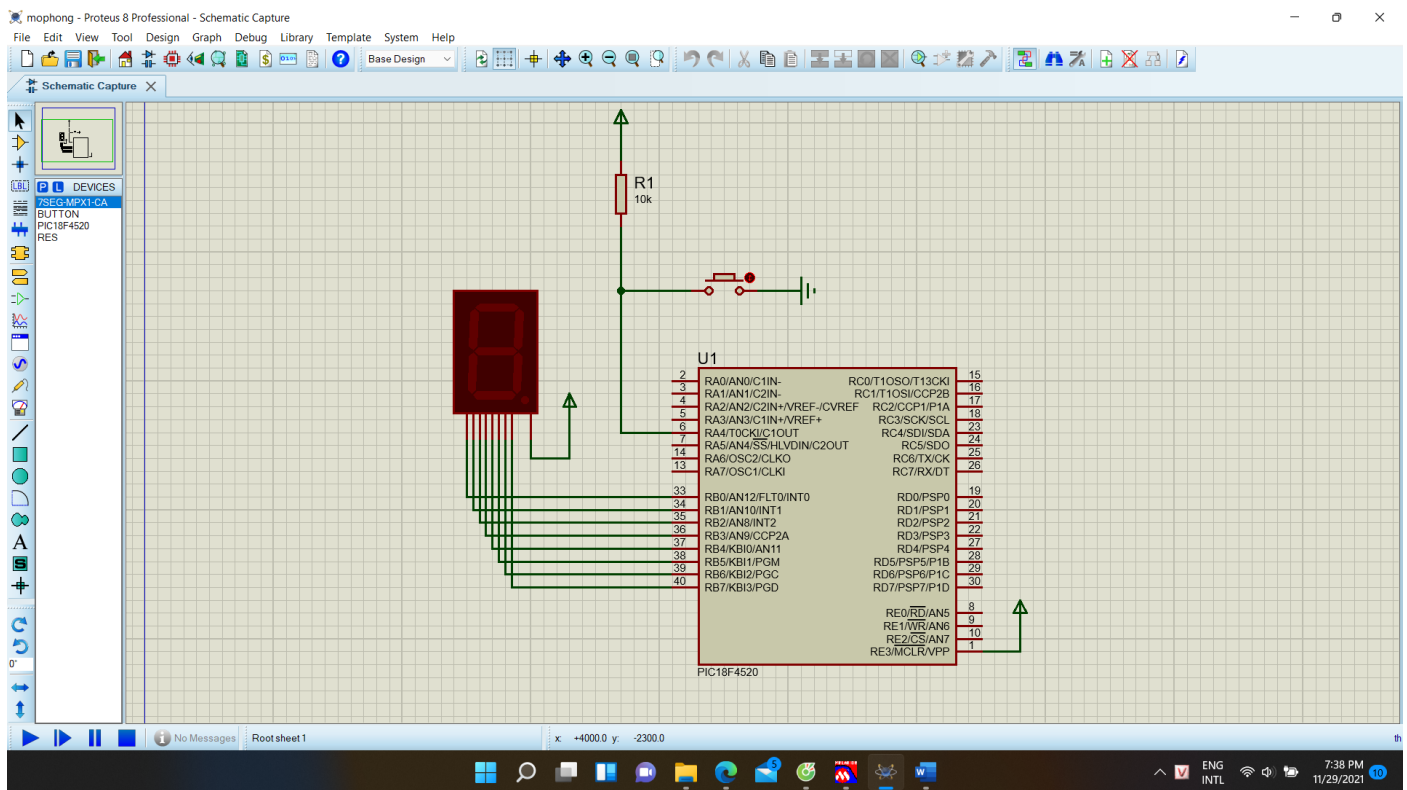 mophong - Proteus 8 Professional - Schematic Capture
File Edit View Tool Design Graph Debug Library Template System Help
Base Design
Schematic Capture
LBL
P L DEVICES
7SEG-MPX1-CA
BUTTON
PIC18F4520
RES
A
S
0°
R1
10k
U1
2 RA0/AN0/C1IN- RC0/T1OSO/T13CKI 15
3 RA1/AN1/C2IN- RC1/T1OSI/CCP2B 16
4 RA2/AN2/C2IN+/VREF-/CVREF RC2/CCP1/P1A 17
5 RA3/AN3/C1IN+/VREF+ RC3/SCK/SCL 18
6 RA4/T0CKI/C1OUT RC4/SDI/SDA 23
7 RA5/AN4/SS/HLVDIN/C2OUT RC5/SDO 24
14 RA6/OSC2/CLKO RC6/TX/CK 25
13 RA7/OSC1/CLKI RC7/RX/DT 26
33 RB0/AN12/FLT0/INT0 RD0/PSP0 19
34 RB1/AN10/INT1 RD1/PSP1 20
35 RB2/AN8/INT2 RD2/PSP2 21
36 RB3/AN9/CCP2A RD3/PSP3 22
37 RB4/KBI0/AN11 RD4/PSP4 27
38 RB5/KBI1/PGM RD5/PSP5/P1B 28
39 RB6/KBI2/PGC RD6/PSP6/P1C 29
40 RB7/KBI3/PGD RD7/PSP7/P1D 30
RE0/RD/AN5 8
RE1/WR/AN6 9
RE2/CS/AN7 10
RE3/MCLR/VPP 1
PIC18F4520
No Messages Root sheet 1 x: +4000.0 y: -2300.0 th
5
V ENG INTL 7:38 PM 11/29/2021 10